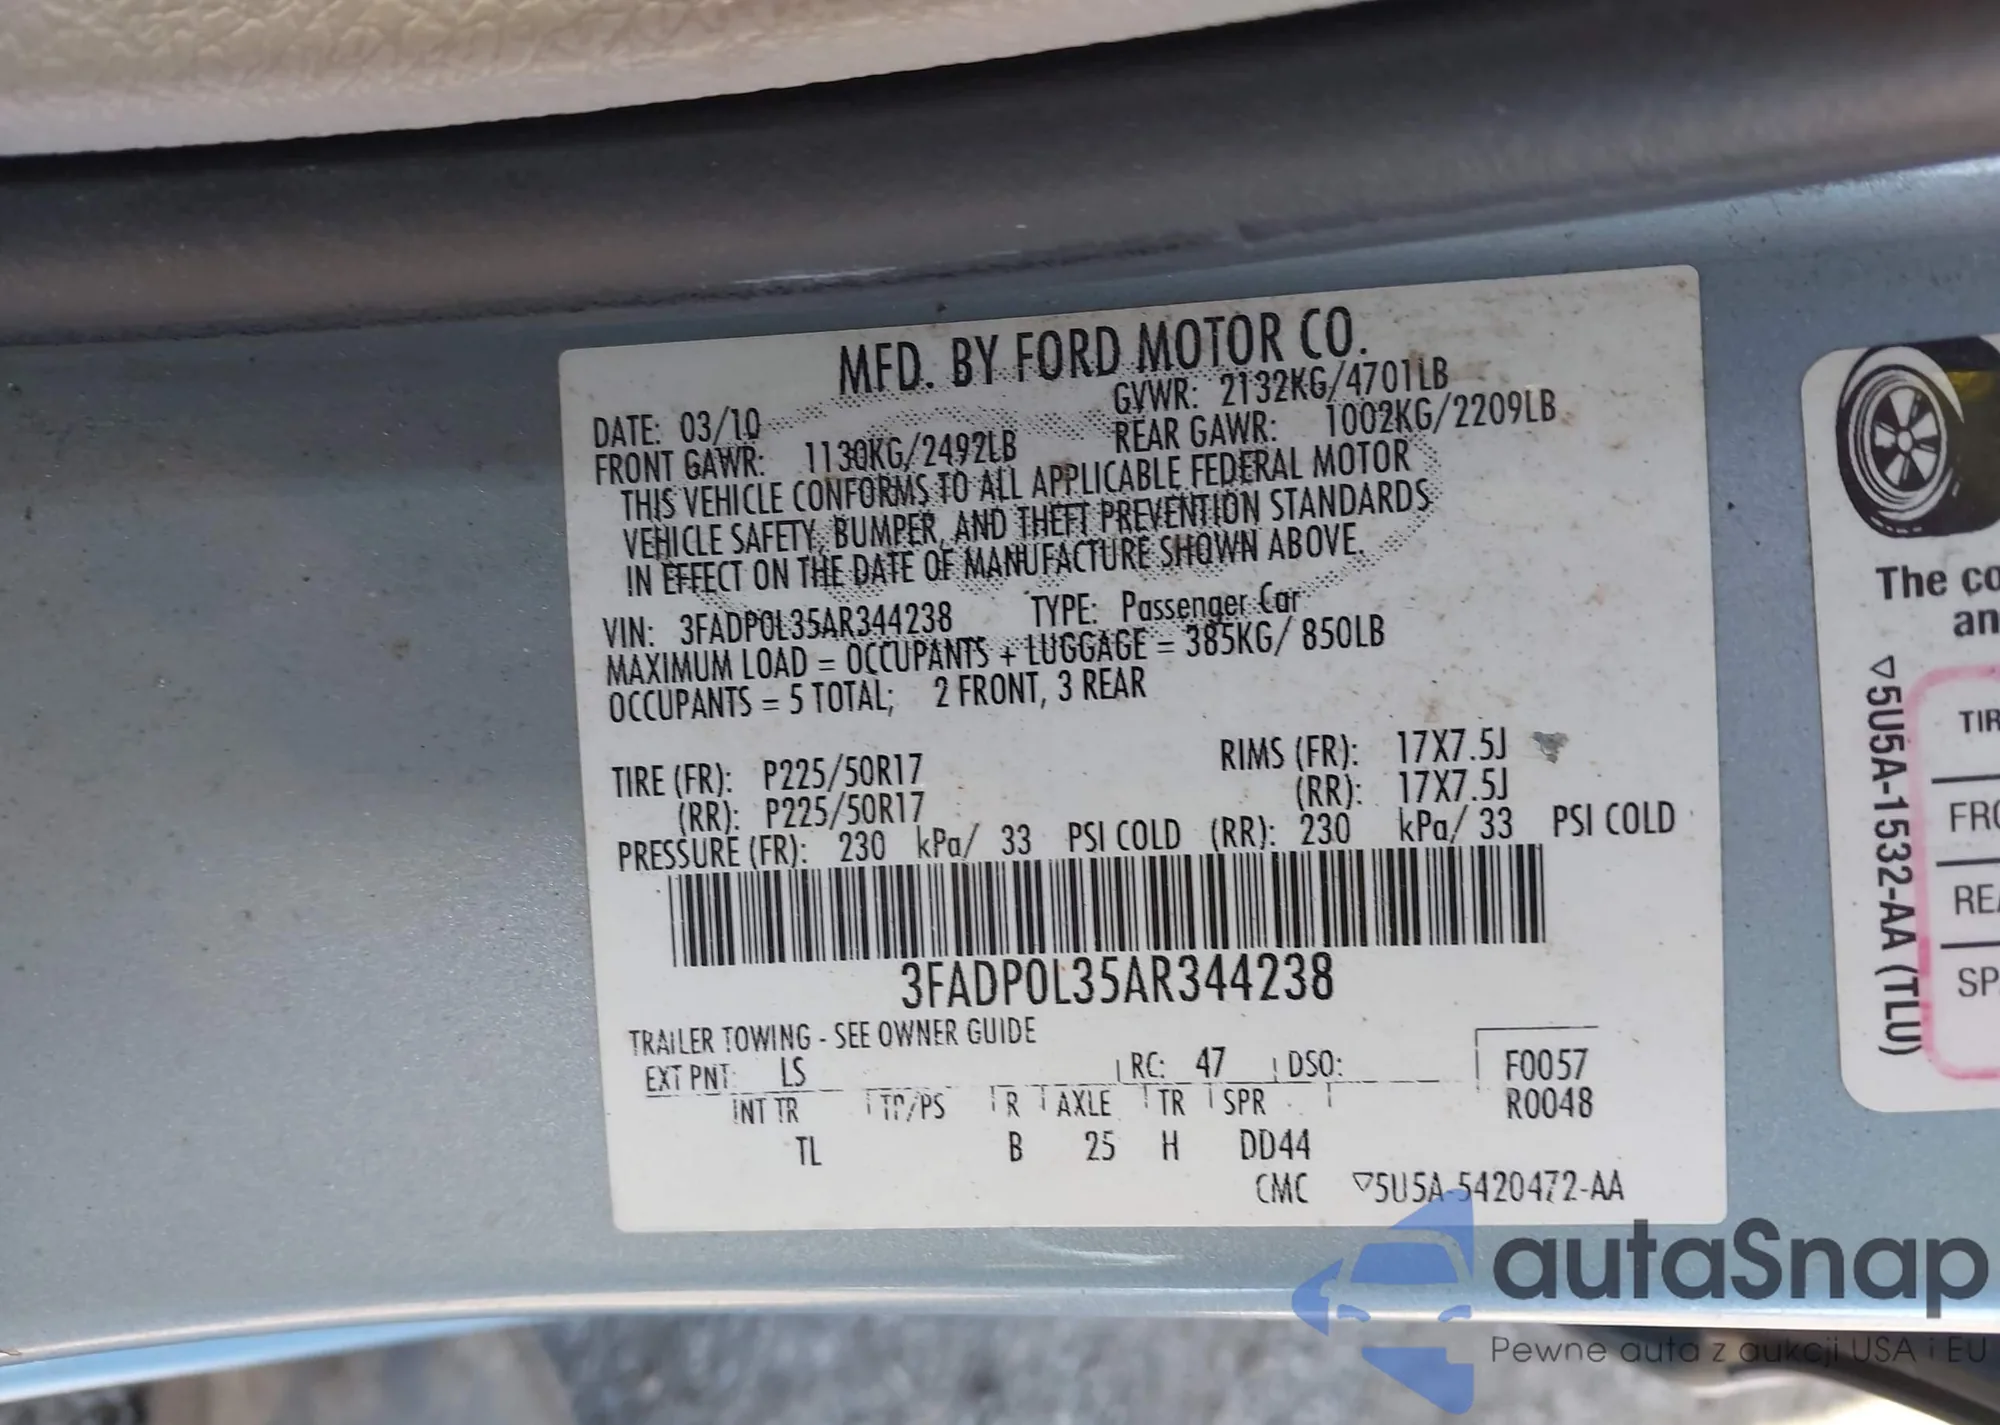 MFD. BY FORD MOTOR CO.
DATE: 03/10 GVWR: 2132KG/4701LB
FRONT GAWR: 1130KG/2492LB REAR GAWR: 1002KG/2209LB
THIS VEHICLE CONFORMS TO ALL APPLICABLE FEDERAL MOTOR
VEHICLE SAFETY, BUMPER, AND THEFT PREVENTION STANDARDS
IN EFFECT ON THE DATE OF MANUFACTURE SHOWN ABOVE.
VIN: 3FADP0L35AR344238 TYPE: Passenger Car
MAXIMUM LOAD = OCCUPANTS + LUGGAGE = 385KG/ 850LB
OCCUPANTS = 5 TOTAL; 2 FRONT, 3 REAR
TIRE (FR): P225/50R17 RIMS (FR): 17X7.5J
(RR): P225/50R17 (RR): 17X7.5J
PRESSURE (FR): 230 kPa/ 33 PSI COLD (RR): 230 kPa/ 33 PSI COLD
3FADP0L35AR344238
TRAILER TOWING - SEE OWNER GUIDE
EXT PNT: LS RC: 47 DSO: F0057
INT TR TP/PS R AXLE TR SPR R0048
TL B 25 H DD44
CMC ▽5U5A-5420472-AA
The co
an
▽5U5A-1532-AA (TLU)
TIR
FRO
REA
SP
autaSnap
Pewne auta z aukcji USA i EU